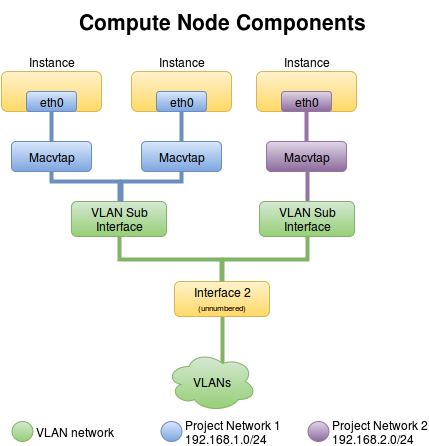 Compute Node Components
Instance
Instance
Instance
eth0
eth0
eth0
Macvtap
Macvtap
Macvtap
VLAN Sub
Interface
VLAN Sub
Interface
Interface 2
(unnumbered)
VLANs
VLAN network
Project Network 1
192.168.1.0/24
Project Network 2
192.168.2.0/24